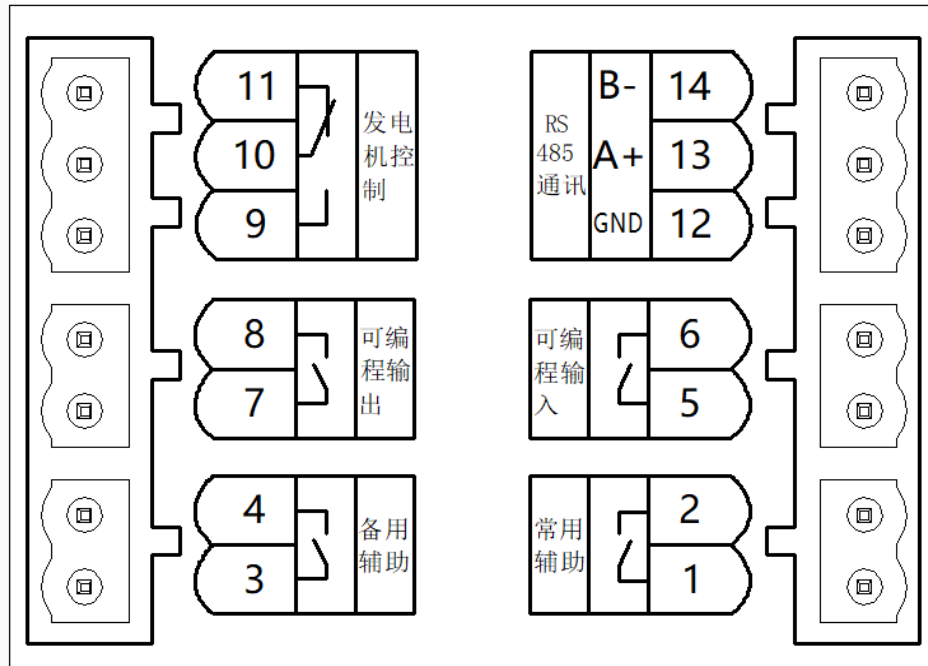 11
10
9
发电
机控
制
RS
485
通讯
B-
A+
GND
14
13
12
8
7
可编
程输
出
可编
程输
入
6
5
4
3
备用
辅助
常用
辅助
2
1